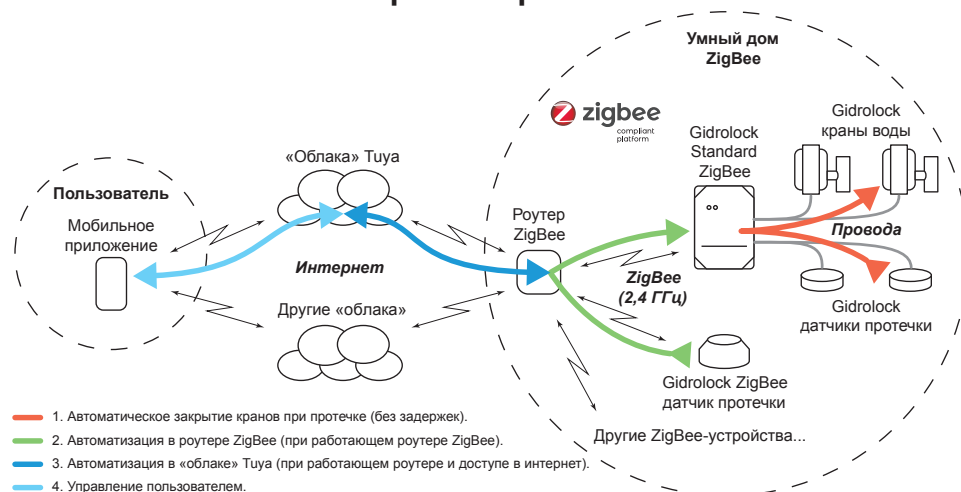 Умный дом
ZigBee
zigbee
compliant
platform
Gidrolock
Standard
ZigBee
Gidrolock
краны воды
«Облака» Tuya
Пользователь
Мобильное
приложение
Роутер
ZigBee
Провода
Интернет
ZigBee
(2,4 ГГц)
Другие «облака»
Gidrolock
датчики протечки
Gidrolock ZigBee
датчик протечки
Другие ZigBee-устройства...
1. Автоматическое закрытие кранов при протечке (без задержек).
2. Автоматизация в роутере ZigBee (при работающем роутере ZigBee).
3. Автоматизация в «облаке» Tuya (при работающем роутере и доступе в интернет).
4. Управление пользователем.